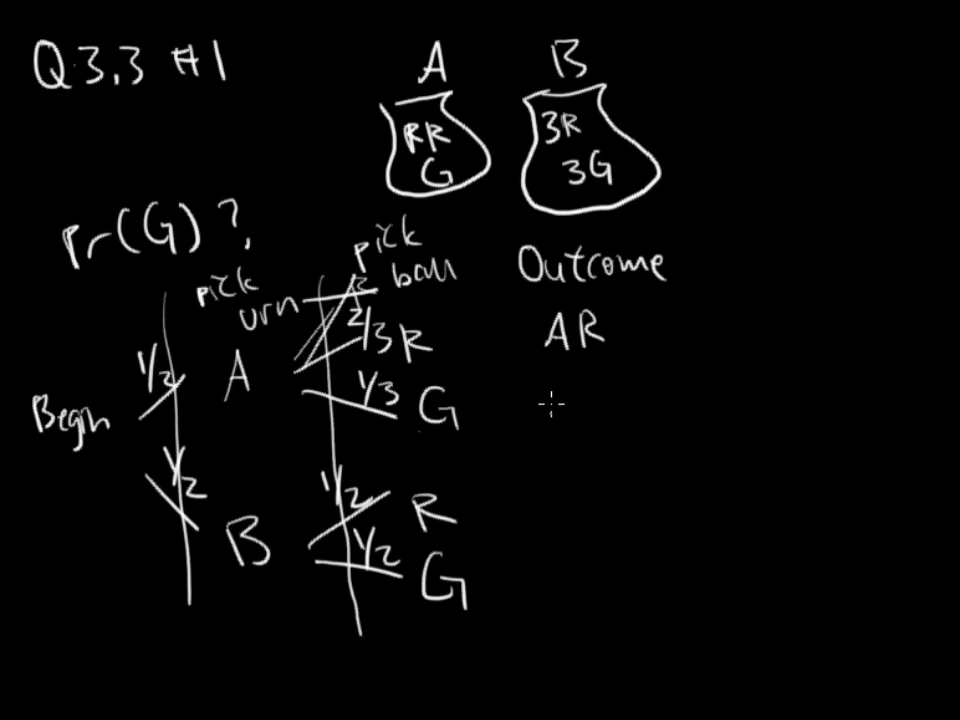 Q 3.3 #1
A B
RR
G
3R
3G
Pr(G)?
pick urn
pick ball
Outcome
1/2 A 2/3 R AR
1/3 G
Begin
1/2 B 1/2 R
1/2 G